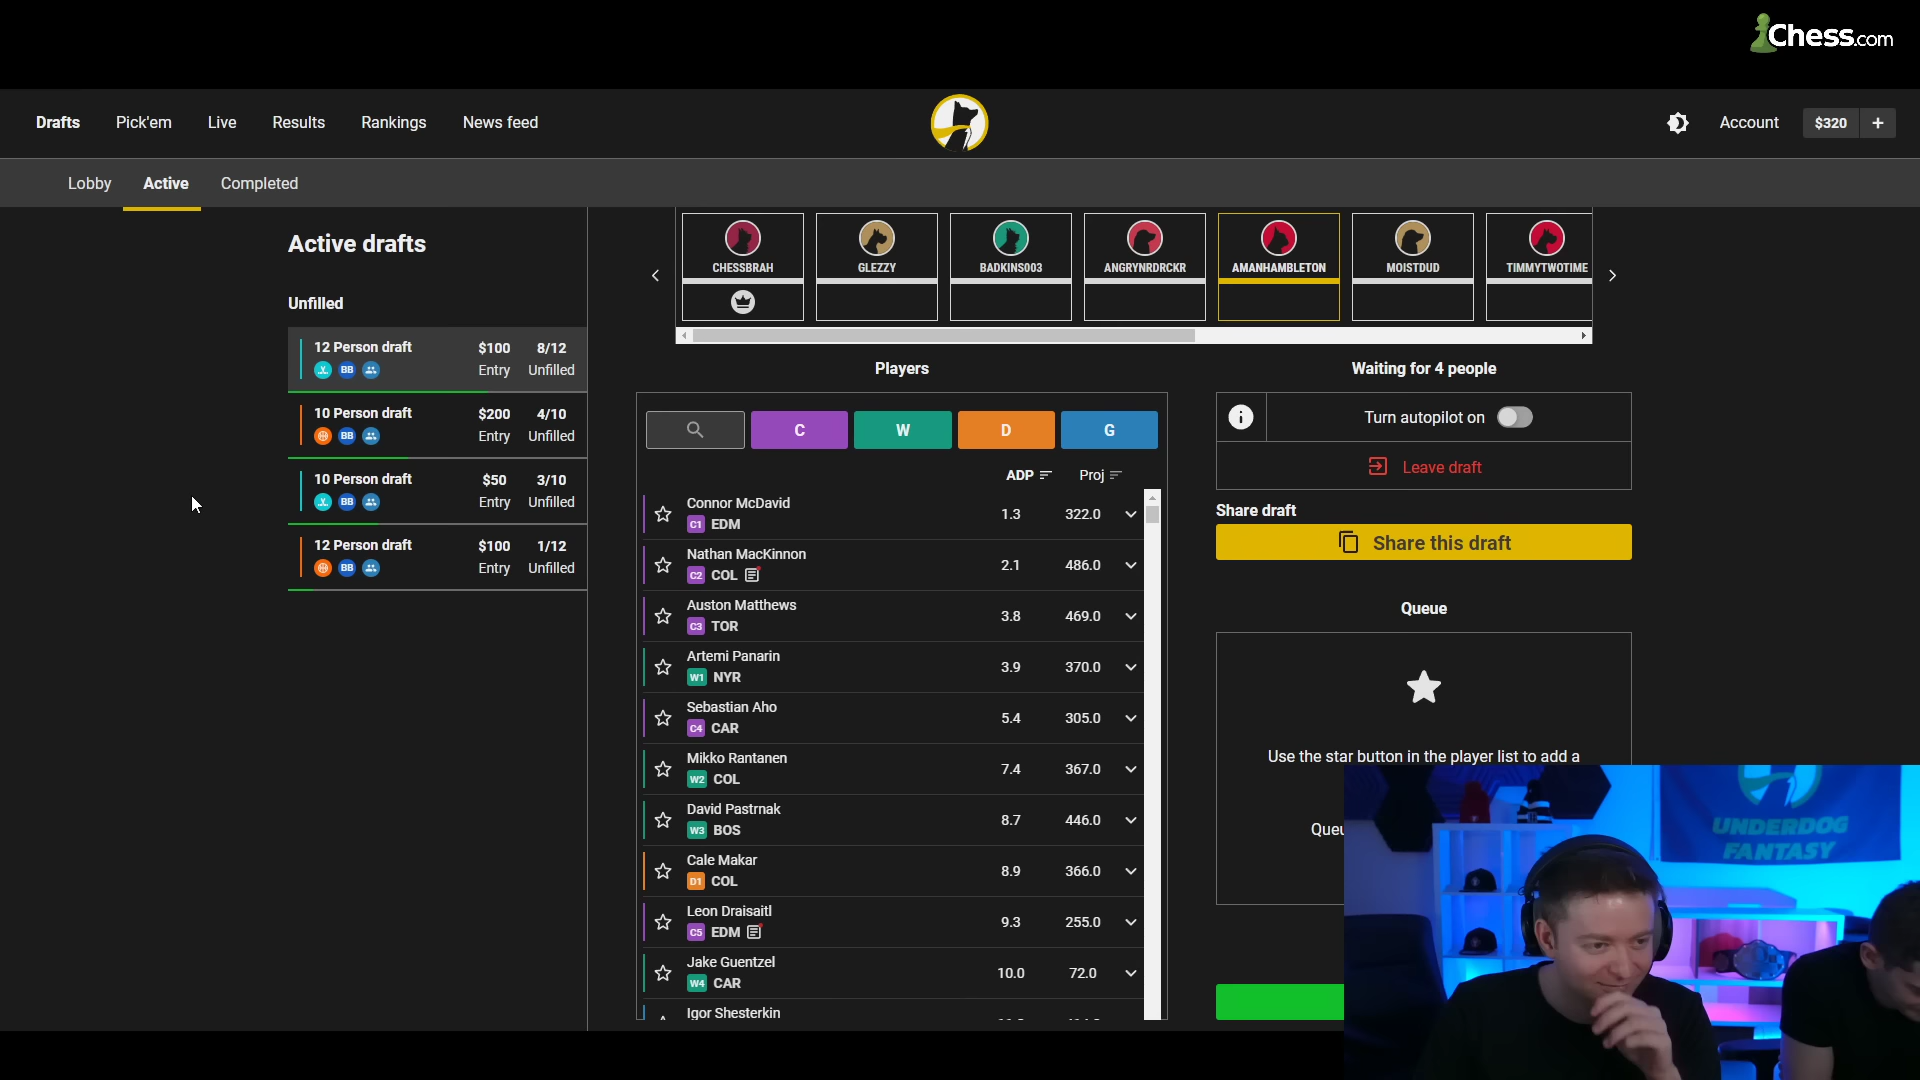 Chess.com
Drafts Pick'em Live Results Rankings News feed
Account $320 +
Lobby Active Completed
Active drafts
Unfilled
12 Person draft $100 8/12
BB Entry Unfilled
10 Person draft $200 4/10
BB Entry Unfilled
10 Person draft $50 3/10
BB Entry Unfilled
12 Person draft $100 1/12
BB Entry Unfilled
CHESSBRAH GLEZZY BADKINS003 ANGRYNRDRCKR AMANHAMBLETON MOISTDUD TIMMYTWOTIME
Players
C W D G
ADP Proj
Connor McDavid
C1 EDM 1.3 322.0
Nathan MacKinnon
C2 COL 2.1 486.0
Auston Matthews
C3 TOR 3.8 469.0
Artemi Panarin
W1 NYR 3.9 370.0
Sebastian Aho
C4 CAR 5.4 305.0
Mikko Rantanen
W2 COL 7.4 367.0
David Pastrnak
W3 BOS 8.7 446.0
Cale Makar
D1 COL 8.9 366.0
Leon Draisaitl
C5 EDM 9.3 255.0
Jake Guentzel
W4 CAR 10.0 72.0
Igor Shesterkin
Waiting for 4 people
Turn autopilot on
Leave draft
Share draft
Share this draft
Queue
Use the star button in the player list to add a
UNDERDOG
FANTASY